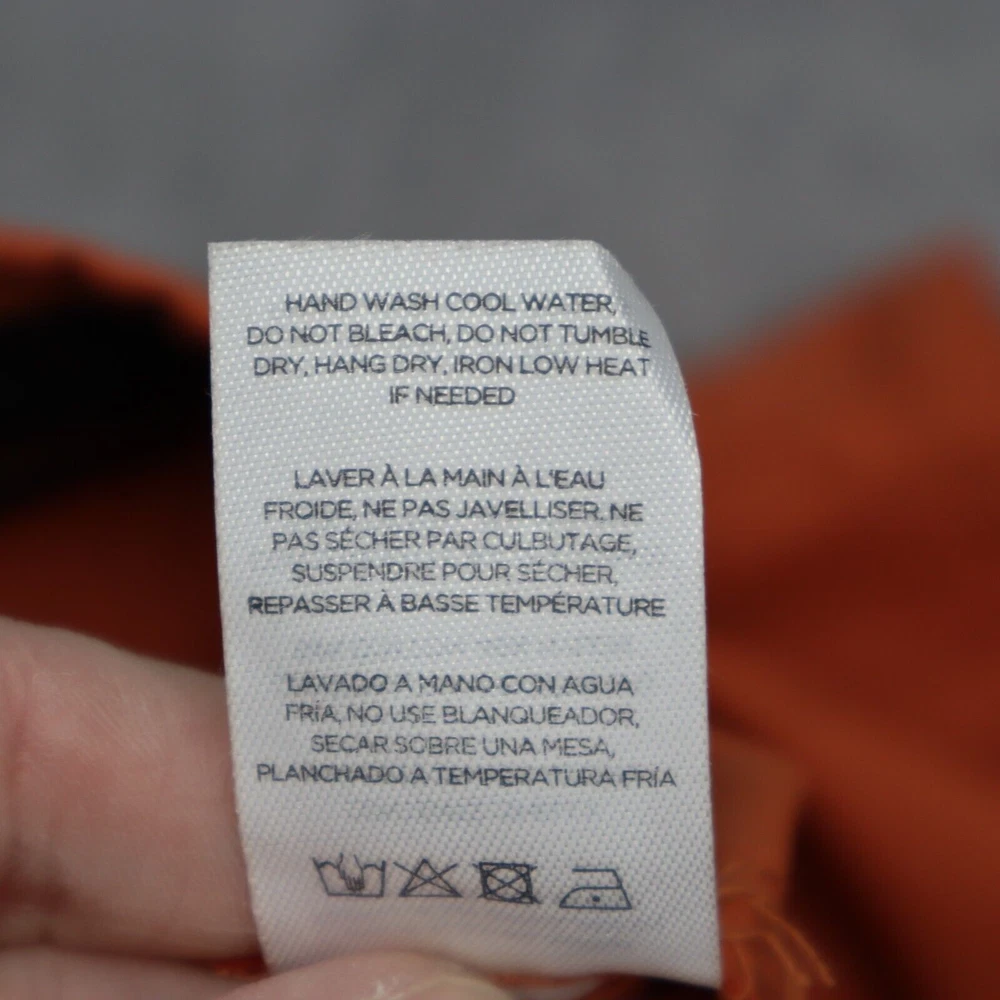 HAND WASH COOL WATER,
DO NOT BLEACH, DO NOT TUMBLE
DRY, HANG DRY, IRON LOW HEAT
IF NEEDED
LAVER À LA MAIN À L'EAU
FROIDE, NE PAS JAVELLISER, NE
PAS SÉCHER PAR CULBUTAGE,
SUSPENDRE POUR SÉCHER,
REPASSER À BASSE TEMPÉRATURE
LAVADO A MANO CON AGUA
FRÍA, NO USE BLANQUEADOR,
SECAR SOBRE UNA MESA,
PLANCHADO A TEMPERATURA FRÍA